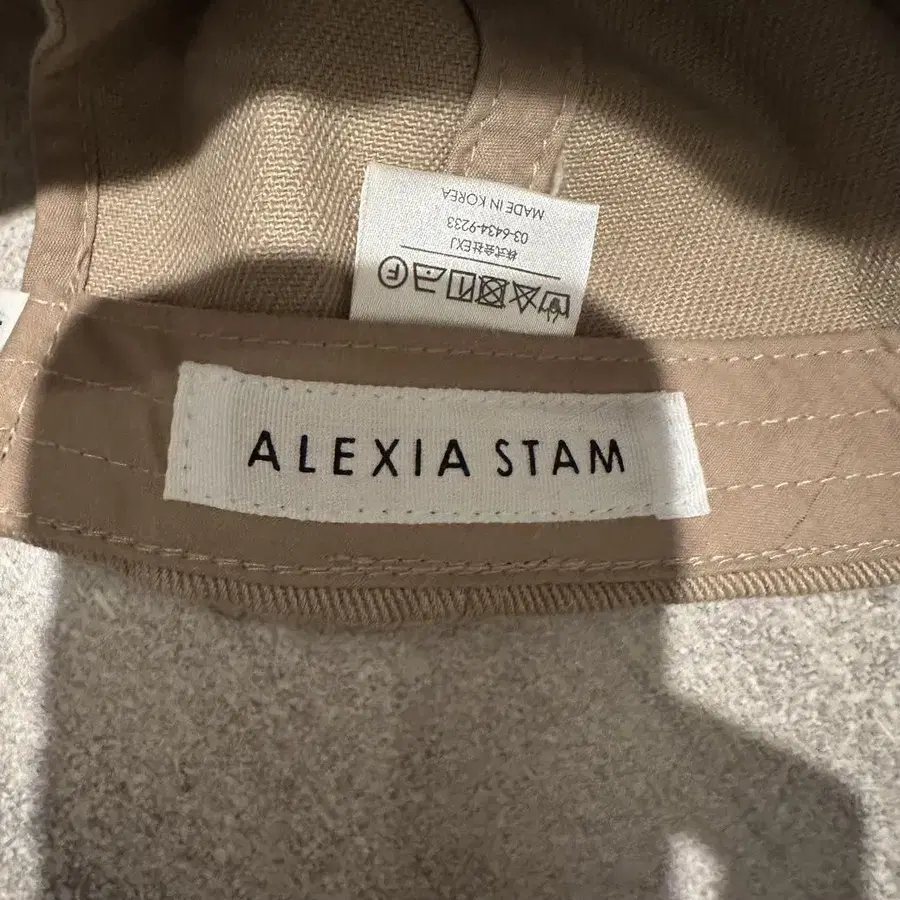 ALEXIA STAM
F
株式会社EXJ
03-6434-9233
MADE IN KOREA